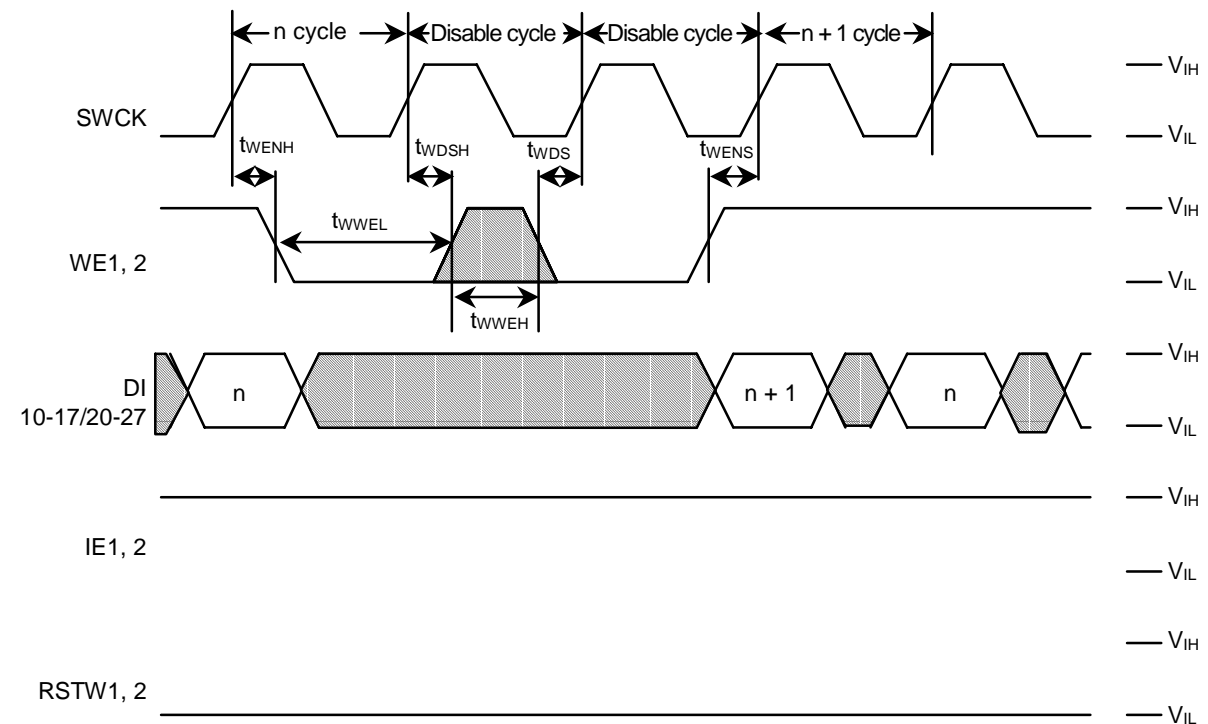 n cycle
Disable cycle
Disable cycle
n + 1 cycle
SWCK
VIH
VIL
tWENH
tWDSH
tWDS
tWENS
WE1, 2
tWWEL
tWWEH
VIH
VIL
DI
10-17/20-27
n
n + 1
n
VIH
VIL
IE1, 2
VIH
VIL
RSTW1, 2
VIH
VIL